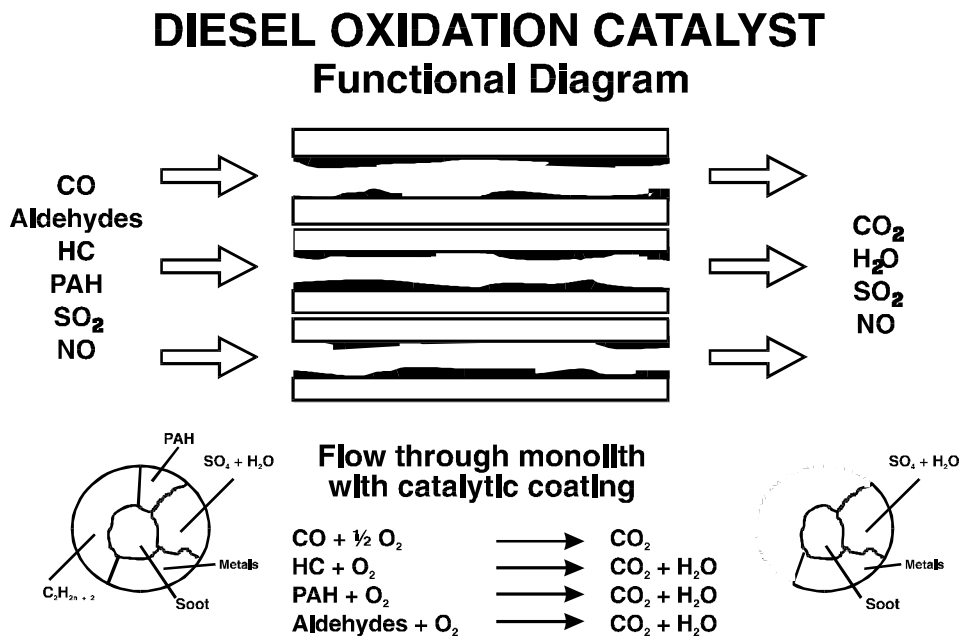 DIESEL OXIDATION CATALYST
Functional Diagram
CO
Aldehydes
HC
PAH
SO₂
NO
CO₂
H₂O
SO₂
NO
PAH
SO₄ + H₂O
C₂H₂ₙ ₊ ₂
Metals
Soot
Flow through monolith
with catalytic coating
CO + ½ O₂ → CO₂
HC + O₂ → CO₂ + H₂O
PAH + O₂ → CO₂ + H₂O
Aldehydes + O₂ → CO₂ + H₂O
SO₄ + H₂O
Metals
Soot